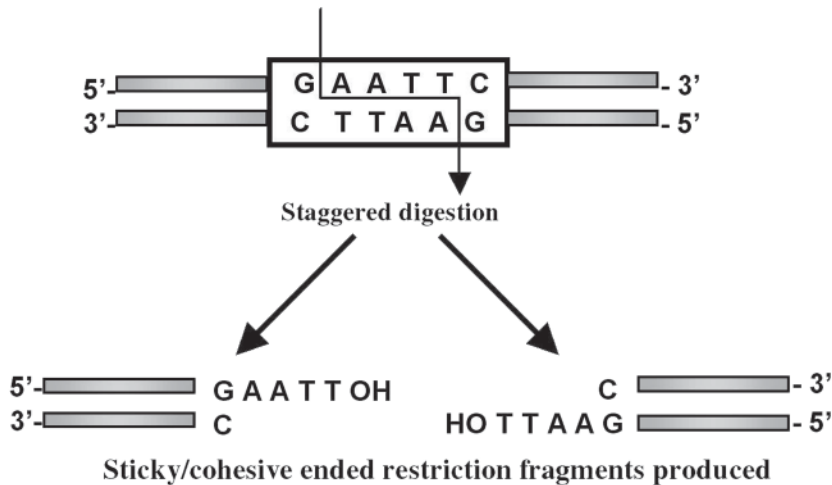 5'- G A A T T C - 3'
3'- C T T A A G - 5'
Staggered digestion
5'- G A A T T OH C - 3'
3'- C HO T T A A G - 5'
Sticky/cohesive ended restriction fragments produced